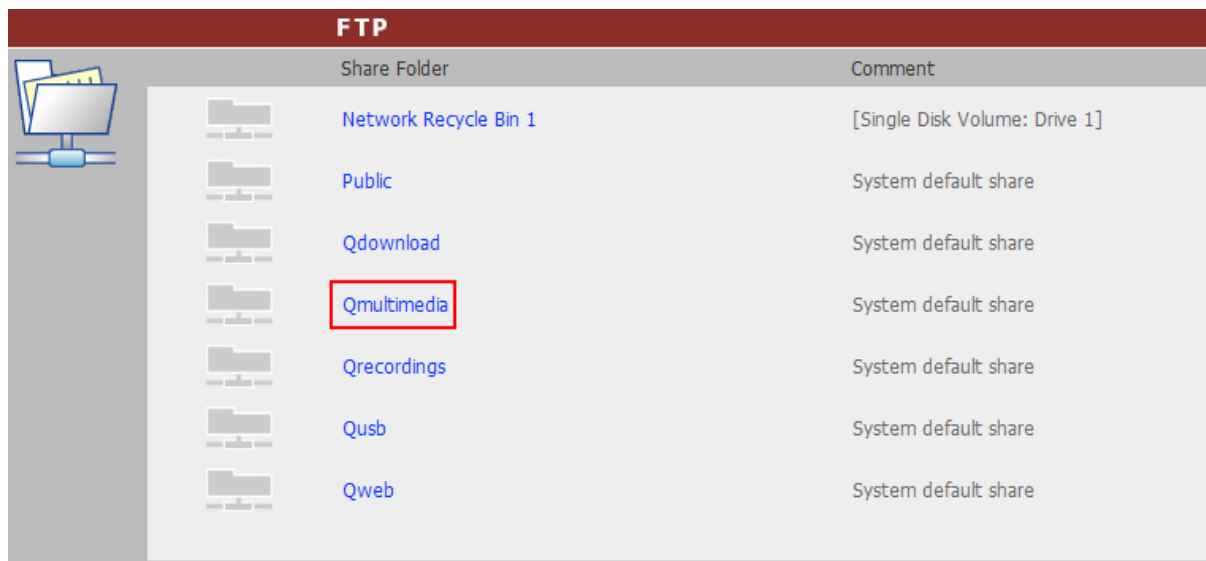 FTP
Share Folder Comment
Network Recycle Bin 1 [Single Disk Volume: Drive 1]
Public System default share
Qdownload System default share
Qmultimedia System default share
Qrecordings System default share
Qusb System default share
Qweb System default share